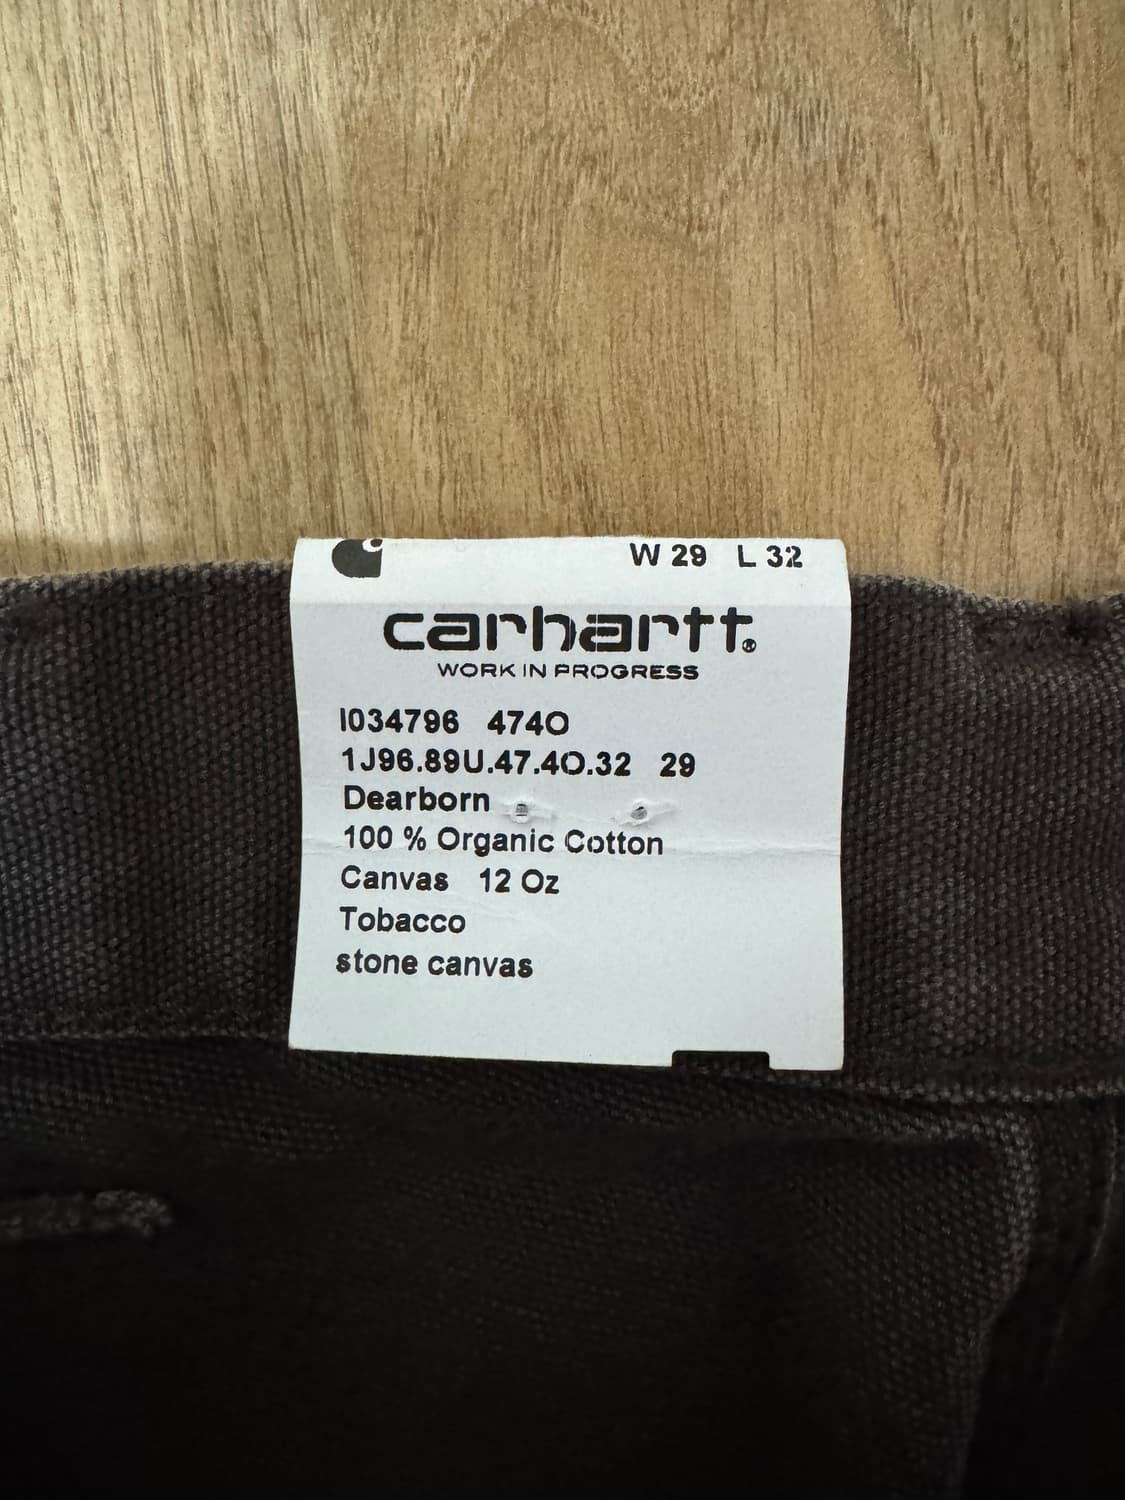 W 29 L 32
carhartt®
WORK IN PROGRESS
I034796 474O
1J96.89U.47.4O.32 29
Dearborn
100 % Organic Cotton
Canvas 12 Oz
Tobacco
stone canvas